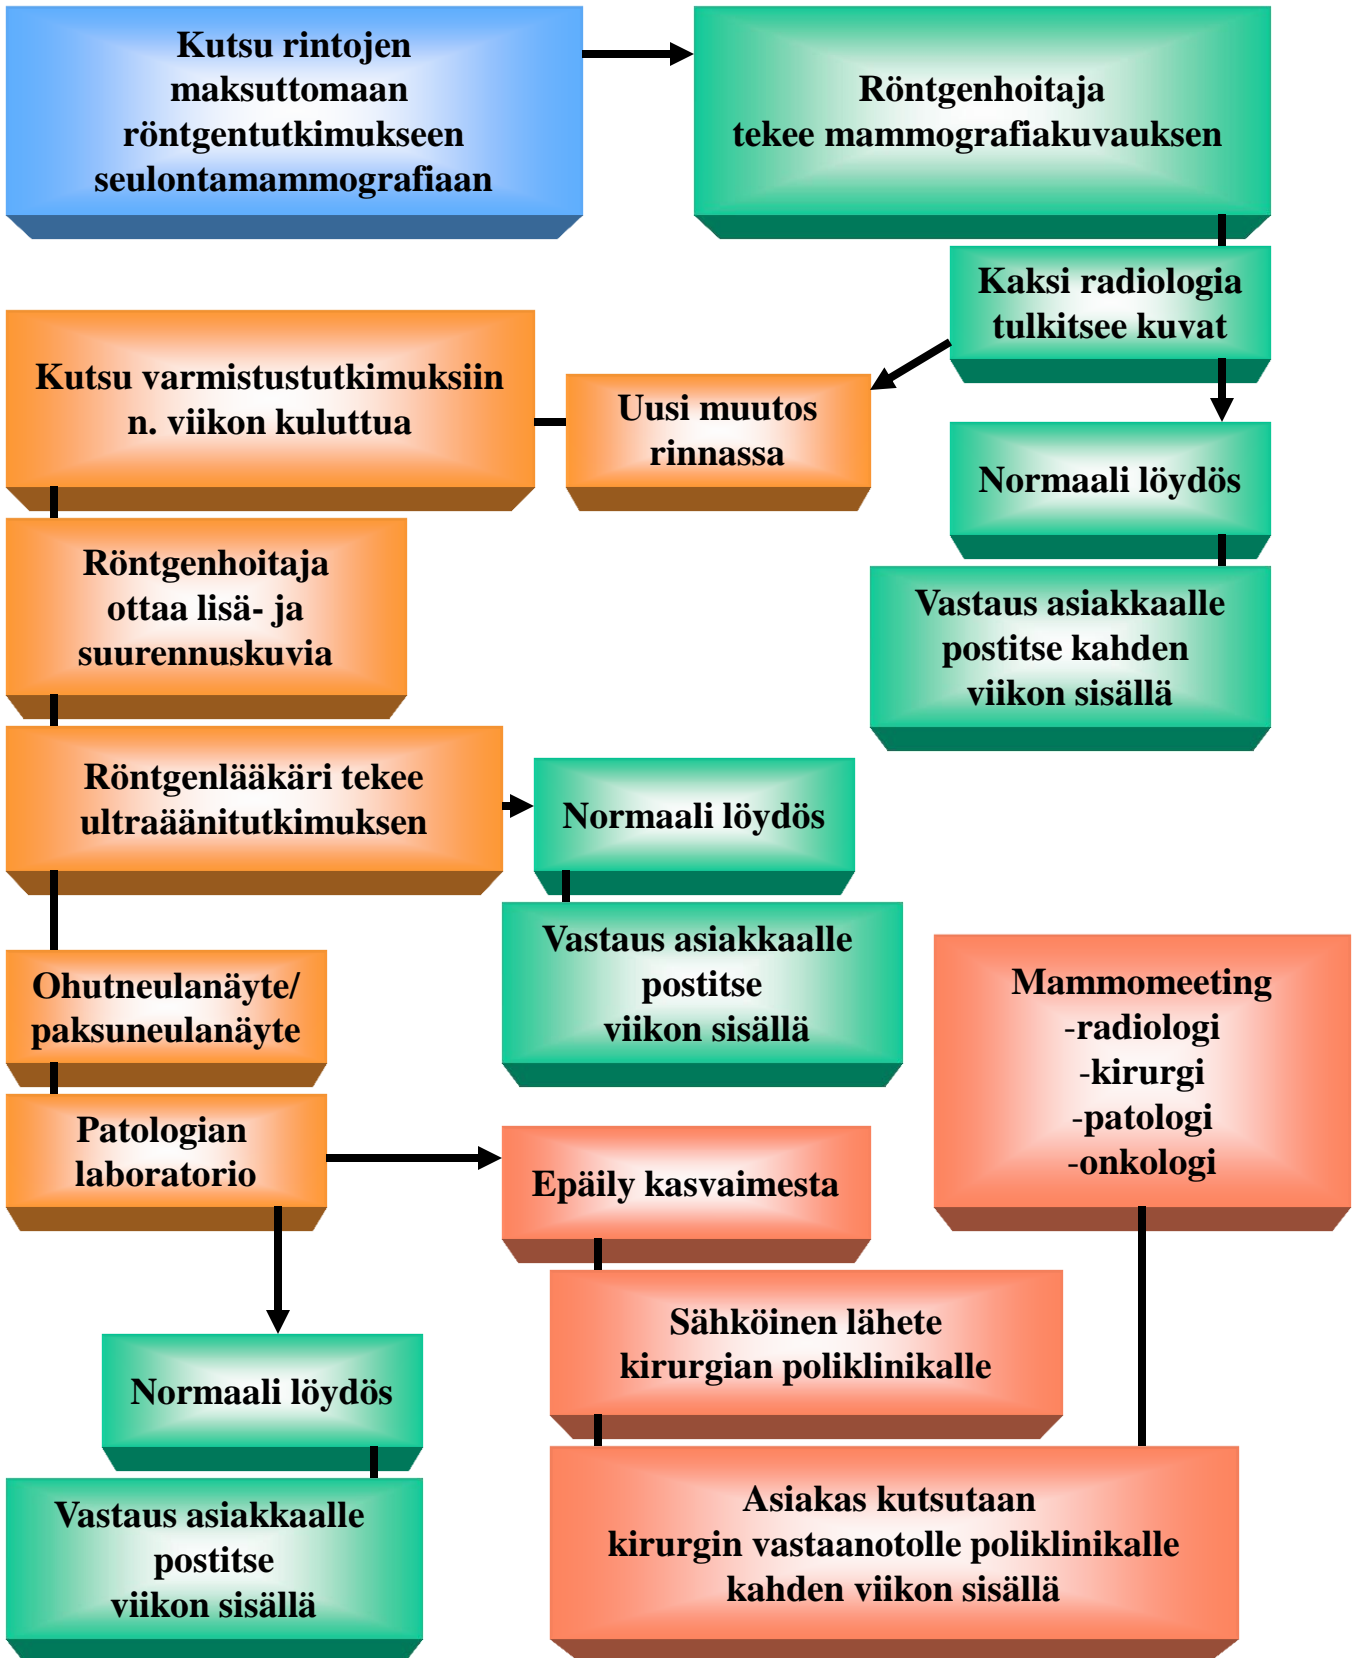 Kutsu rintojen
maksuttomaan
röntgentutkimukseen
seulontamammografiaan
Röntgenhoitaja
tekee mammografiakuvauksen
Kaksi radiologia
tulkitsee kuvat
Kutsu varmistustutkimuksiin
n. viikon kuluttua
Uusi muutos
rinnassa
Normaali löydös
Vastaus asiakkaalle
postitse kahden
viikon sisällä
Röntgenhoitaja
ottaa lisä- ja
suurennuskuvia
Röntgenlääkäri tekee
ultraäänitutkimuksen
Normaali löydös
Vastaus asiakkaalle
postitse
viikon sisällä
Ohutneulanäyte/
paksuneulanäyte
Mammomeeting
-radiologi
-kirurgi
-patologi
-onkologi
Patologian
laboratorio
Epäily kasvaimesta
Sähköinen lähete
kirurgian poliklinikalle
Normaali löydös
Vastaus asiakkaalle
postitse
viikon sisällä
Asiakas kutsutaan
kirurgin vastaanotolle poliklinikalle
kahden viikon sisällä